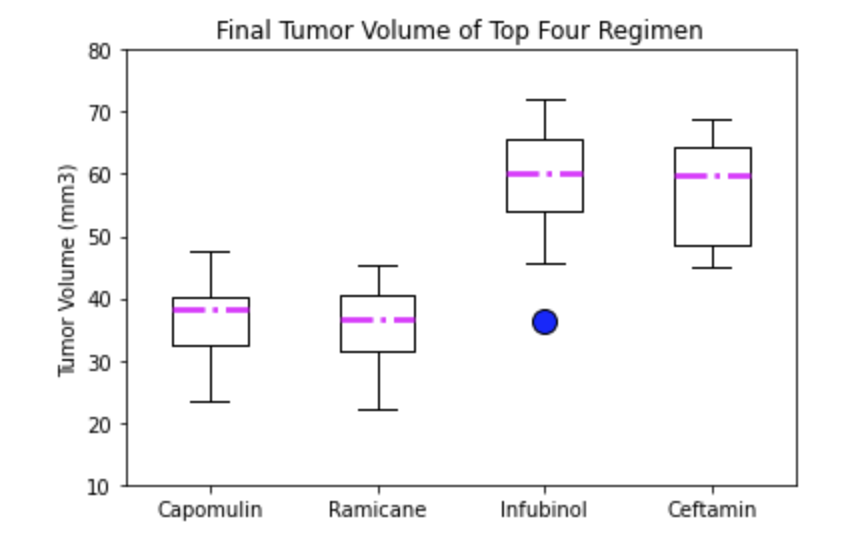 Final Tumor Volume of Top Four Regimen
80
70
60
50
40
30
20
10
Tumor Volume (mm3)
Capomulin Ramicane Infubinol Ceftamin